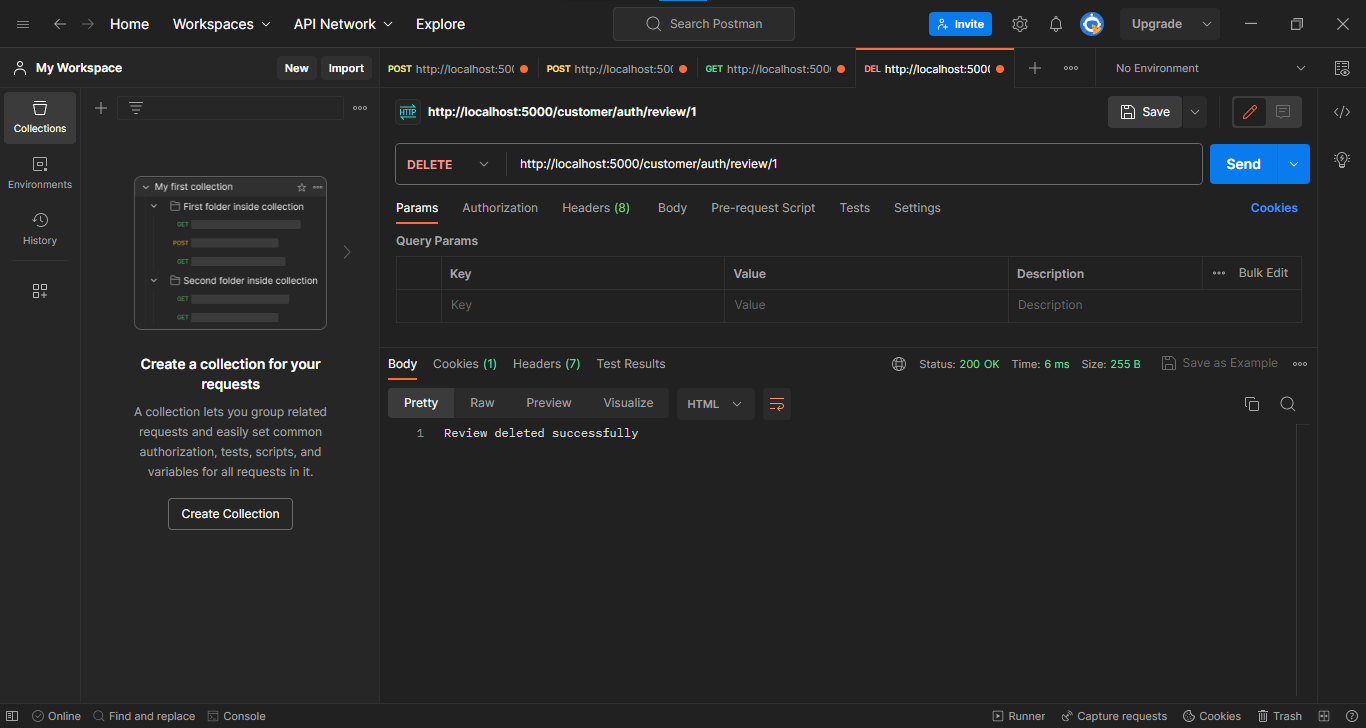 Home Workspaces API Network Explore Search Postman Invite Upgrade
My Workspace New Import POST http://localhost:500 POST http://localhost:500 GET http://localhost:500 DEL http://localhost:500 No Environment
Collections
Environments
History
My first collection
First folder inside collection
GET
POST
GET
Second folder inside collection
GET
GET
Create a collection for your
requests
A collection lets you group related
requests and easily set common
authorization, tests, scripts, and
variables for all requests in it.
Create Collection
HTTP http://localhost:5000/customer/auth/review/1 Save
DELETE http://localhost:5000/customer/auth/review/1 Send
Params Authorization Headers (8) Body Pre-request Script Tests Settings Cookies
Query Params
Key Value Description Bulk Edit
Key Value Description
Body Cookies (1) Headers (7) Test Results Status: 200 OK Time: 6 ms Size: 255 B Save as Example
Pretty Raw Preview Visualize HTML
1 Review deleted successfully
Online Find and replace Console Runner Capture requests Cookies Trash